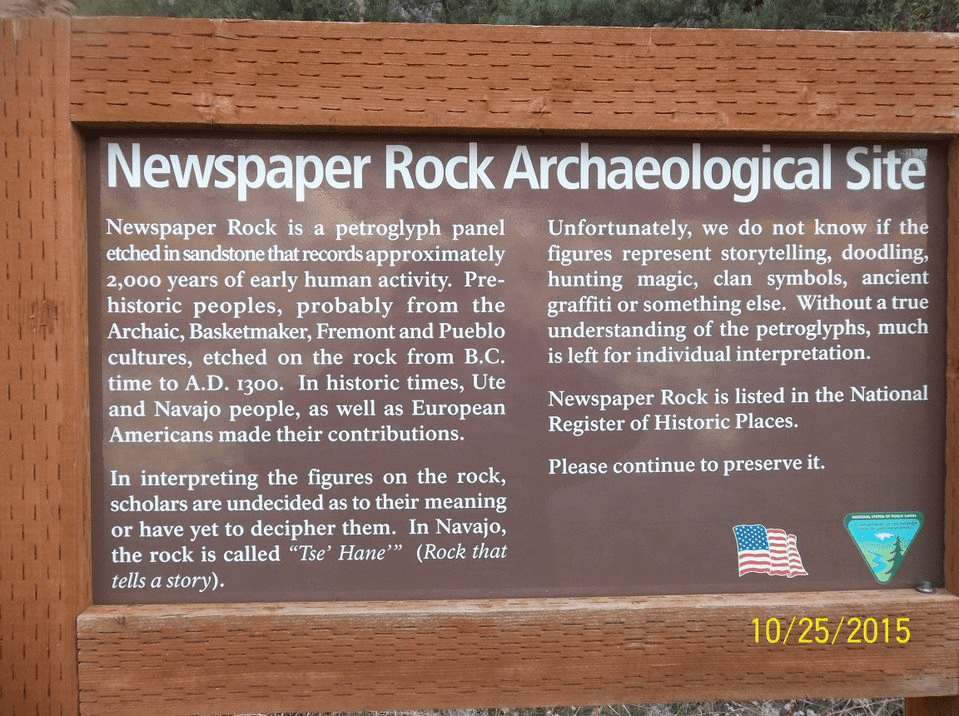 Newspaper Rock Archaeological Site
Newspaper Rock is a petroglyph panel
etched in sandstone that records approximately
2,000 years of early human activity. Pre-
historic peoples, probably from the
Archaic, Basketmaker, Fremont and Pueblo
cultures, etched on the rock from B.C.
time to A.D. 1300. In historic times, Ute
and Navajo people, as well as European
Americans made their contributions.
In interpreting the figures on the rock,
scholars are undecided as to their meaning
or have yet to decipher them. In Navajo,
the rock is called “Tse’ Hane’” (Rock that
tells a story).
Unfortunately, we do not know if the
figures represent storytelling, doodling,
hunting magic, clan symbols, ancient
graffiti or something else. Without a true
understanding of the petroglyphs, much
is left for individual interpretation.
Newspaper Rock is listed in the National
Register of Historic Places.
Please continue to preserve it.
NATIONAL SYSTEM OF PUBLIC LANDS
10/25/2015